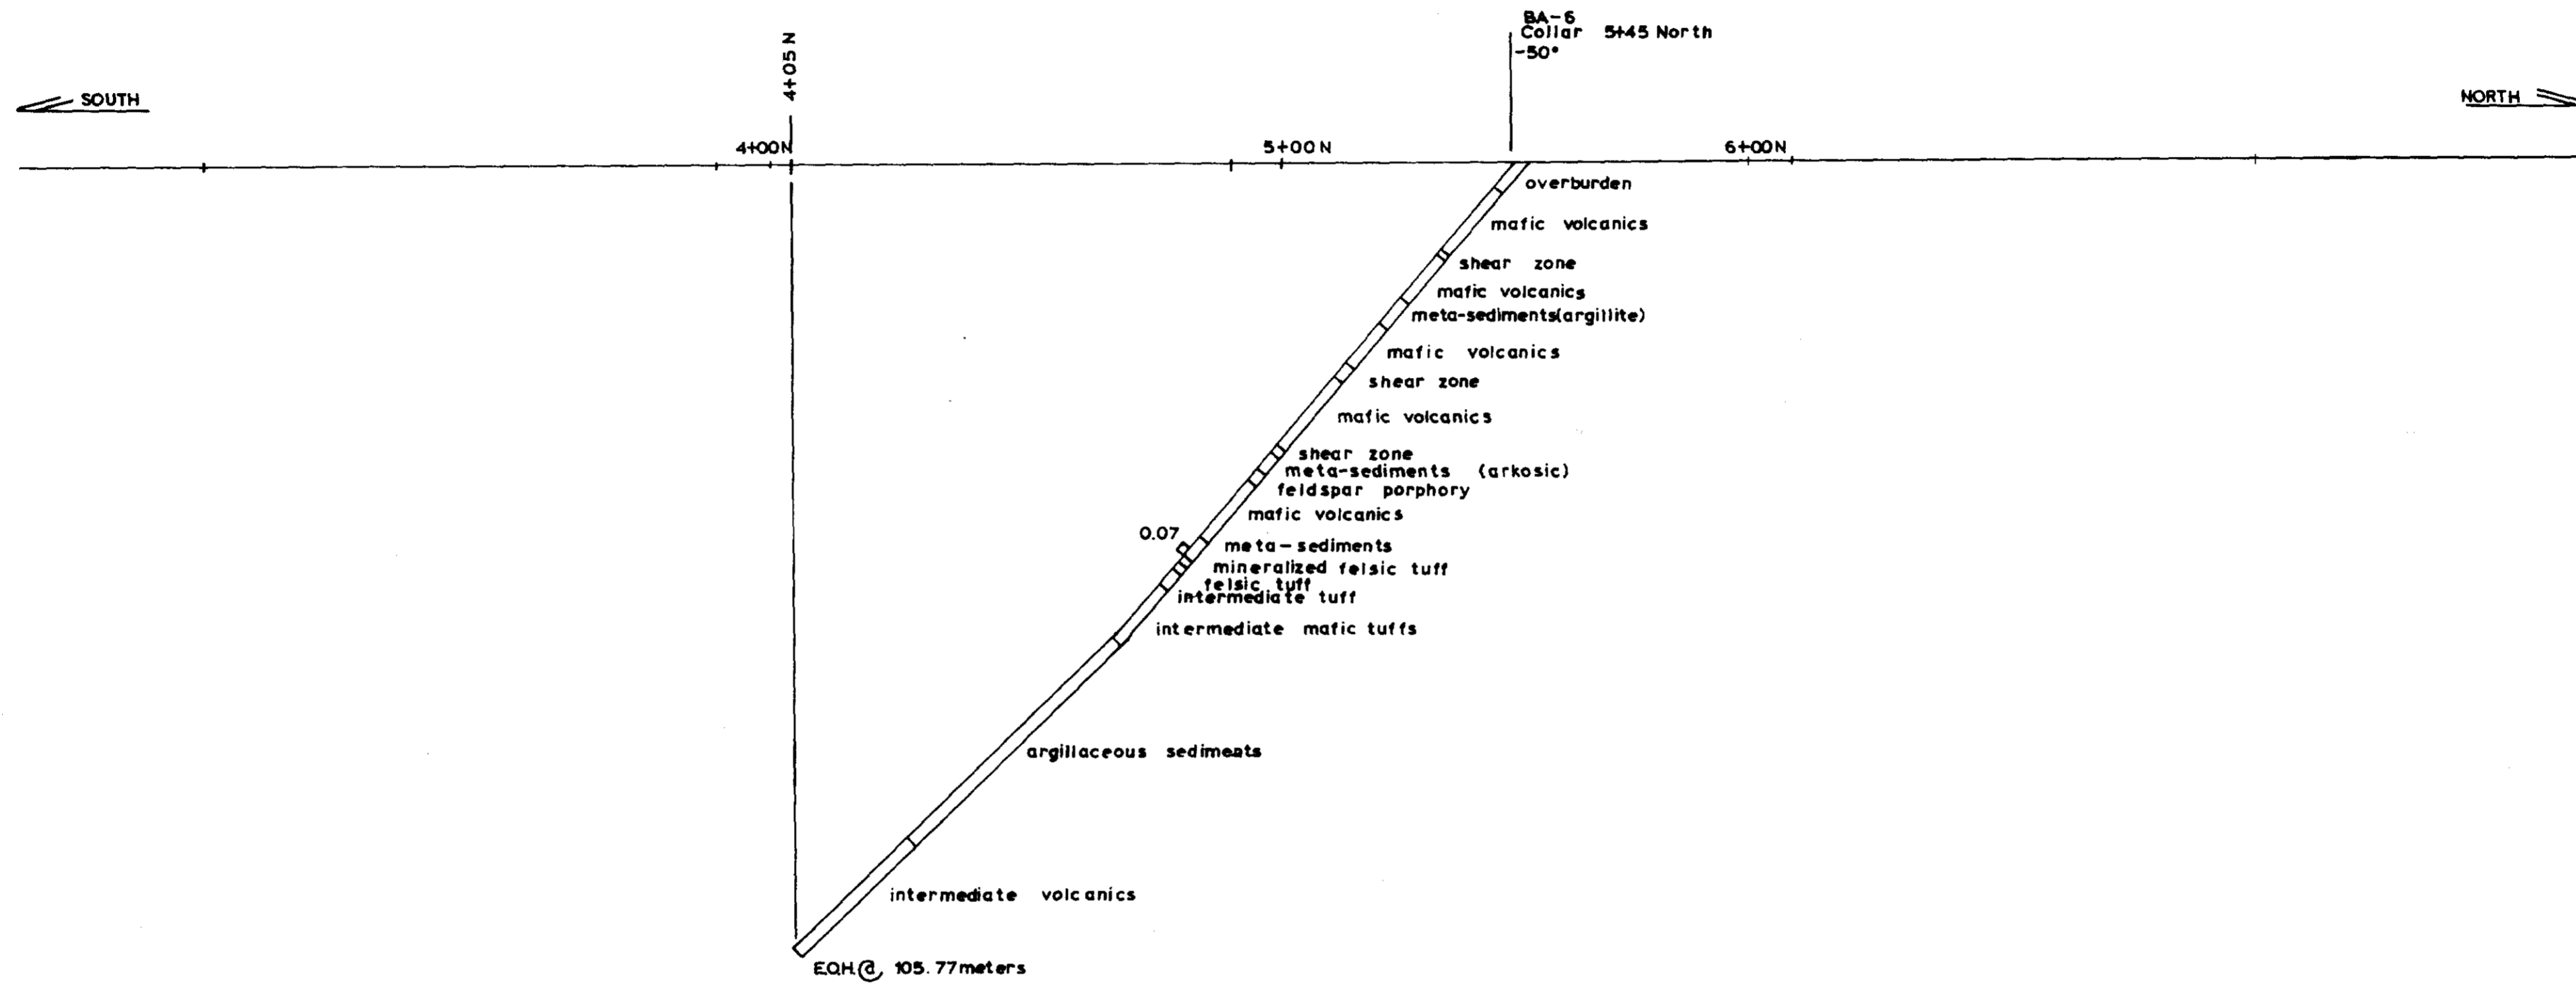 BA-6
Collar 5+45 North
-50°
4+05 N
SOUTH
NORTH
4+00N
5+00N
6+00N
overburden
mafic volcanics
shear zone
mafic volcanics
meta-sediments(argillite)
mafic volcanics
shear zone
mafic volcanics
shear zone
meta-sediments (arkosic)
feldspar porphory
mafic volcanics
0.07
meta-sediments
mineralized felsic tuff
felsic tuff
intermediate tuff
intermediate mafic tuffs
argillaceous sediments
intermediate volcanics
E.O.H.@ 105.77meters